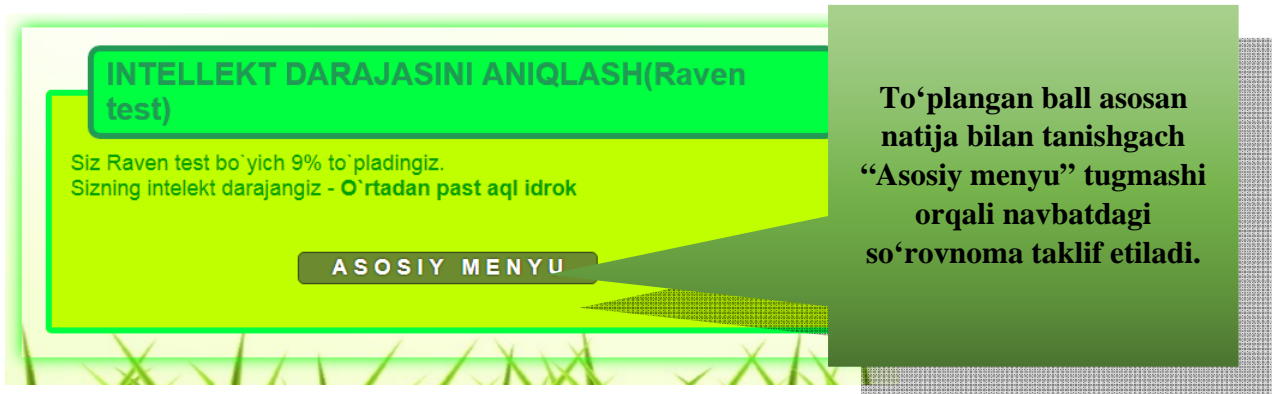 INTELLEKT DARAJASINI ANIQLASH(Raven
test)
Siz Raven test bo`yich 9% to`pladingiz.
Sizning intelekt darajangiz - O`rtadan past aql idrok
ASOSIY MENYU
To‘plangan ball asosan
natija bilan tanishgach
“Asosiy menyu” tugmashi
orqali navbatdagi
so‘rovnoma taklif etiladi.